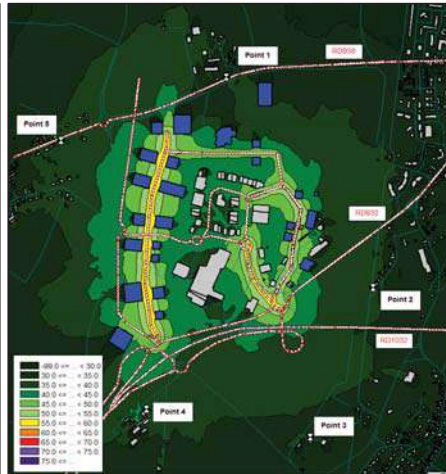 Point 1
RD938
Point 5
RD932
Point 2
RD1032
Point 4
Point 3
-99.0 <= ... < 30.0
30.0 <= ... < 35.0
35.0 <= ... < 40.0
40.0 <= ... < 45.0
45.0 <= ... < 50.0
50.0 <= ... < 55.0
55.0 <= ... < 60.0
60.0 <= ... < 65.0
65.0 <= ... < 70.0
70.0 <= ... < 75.0
75.0 <= ...